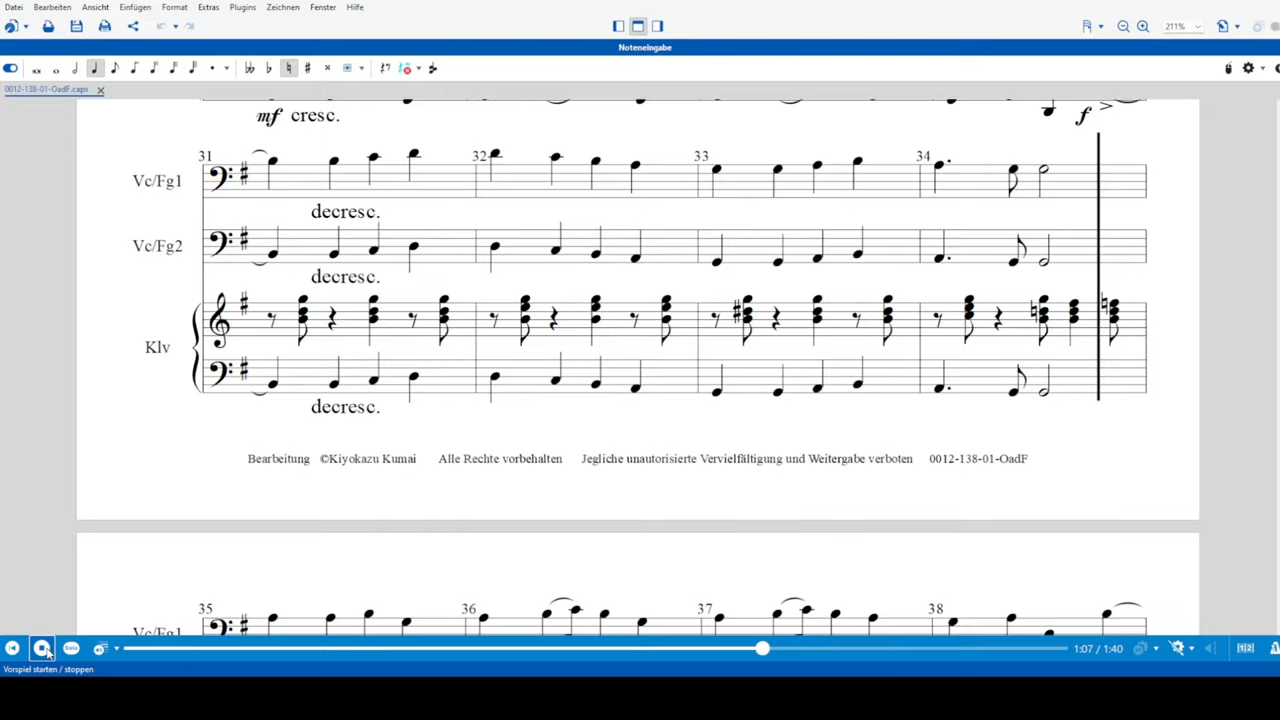 Datei Bearbeiten Ansicht Einfügen Format Extras Plugins Zeichnen Fenster Hilfe
211%
Noteneingabe
0012-138-01-OadF.capx
mf cresc. f
31 32 33 34
Vc/Fg1
decresc.
Vc/Fg2
decresc.
Klv
decresc.
Bearbeitung ©Kiyokazu Kumai Alle Rechte vorbehalten Jegliche unautorisierte Vervielfältigung und Weitergabe verboten 0012-138-01-OadF
35 36 37 38
Vc/Fg1
Solo 1:07 / 1:40
Vorspiel starten / stoppen